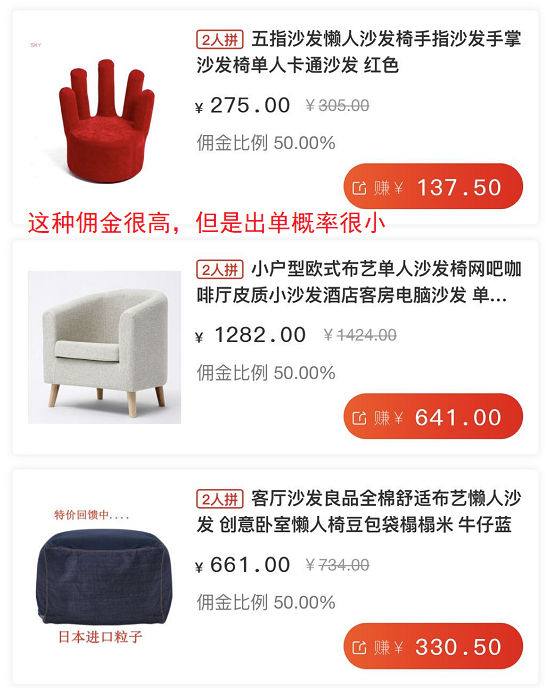 SKY
2人拼 五指沙发懒人沙发椅手指沙发手掌
沙发椅单人卡通沙发 红色
¥ 275.00 ¥305.00
佣金比例 50.00%
赚¥ 137.50
这种佣金很高，但是出单概率很小
2人拼 小户型欧式布艺单人沙发椅网吧咖
啡厅皮质小沙发酒店客房电脑沙发 单...
¥ 1282.00 ¥1424.00
佣金比例 50.00%
赚¥ 641.00
特价回馈中....
日本进口粒子
2人拼 客厅沙发良品全棉舒适布艺懒人沙
发 创意卧室懒人椅豆包袋榻榻米 牛仔蓝
¥ 661.00 ¥734.00
佣金比例 50.00%
赚¥ 330.50